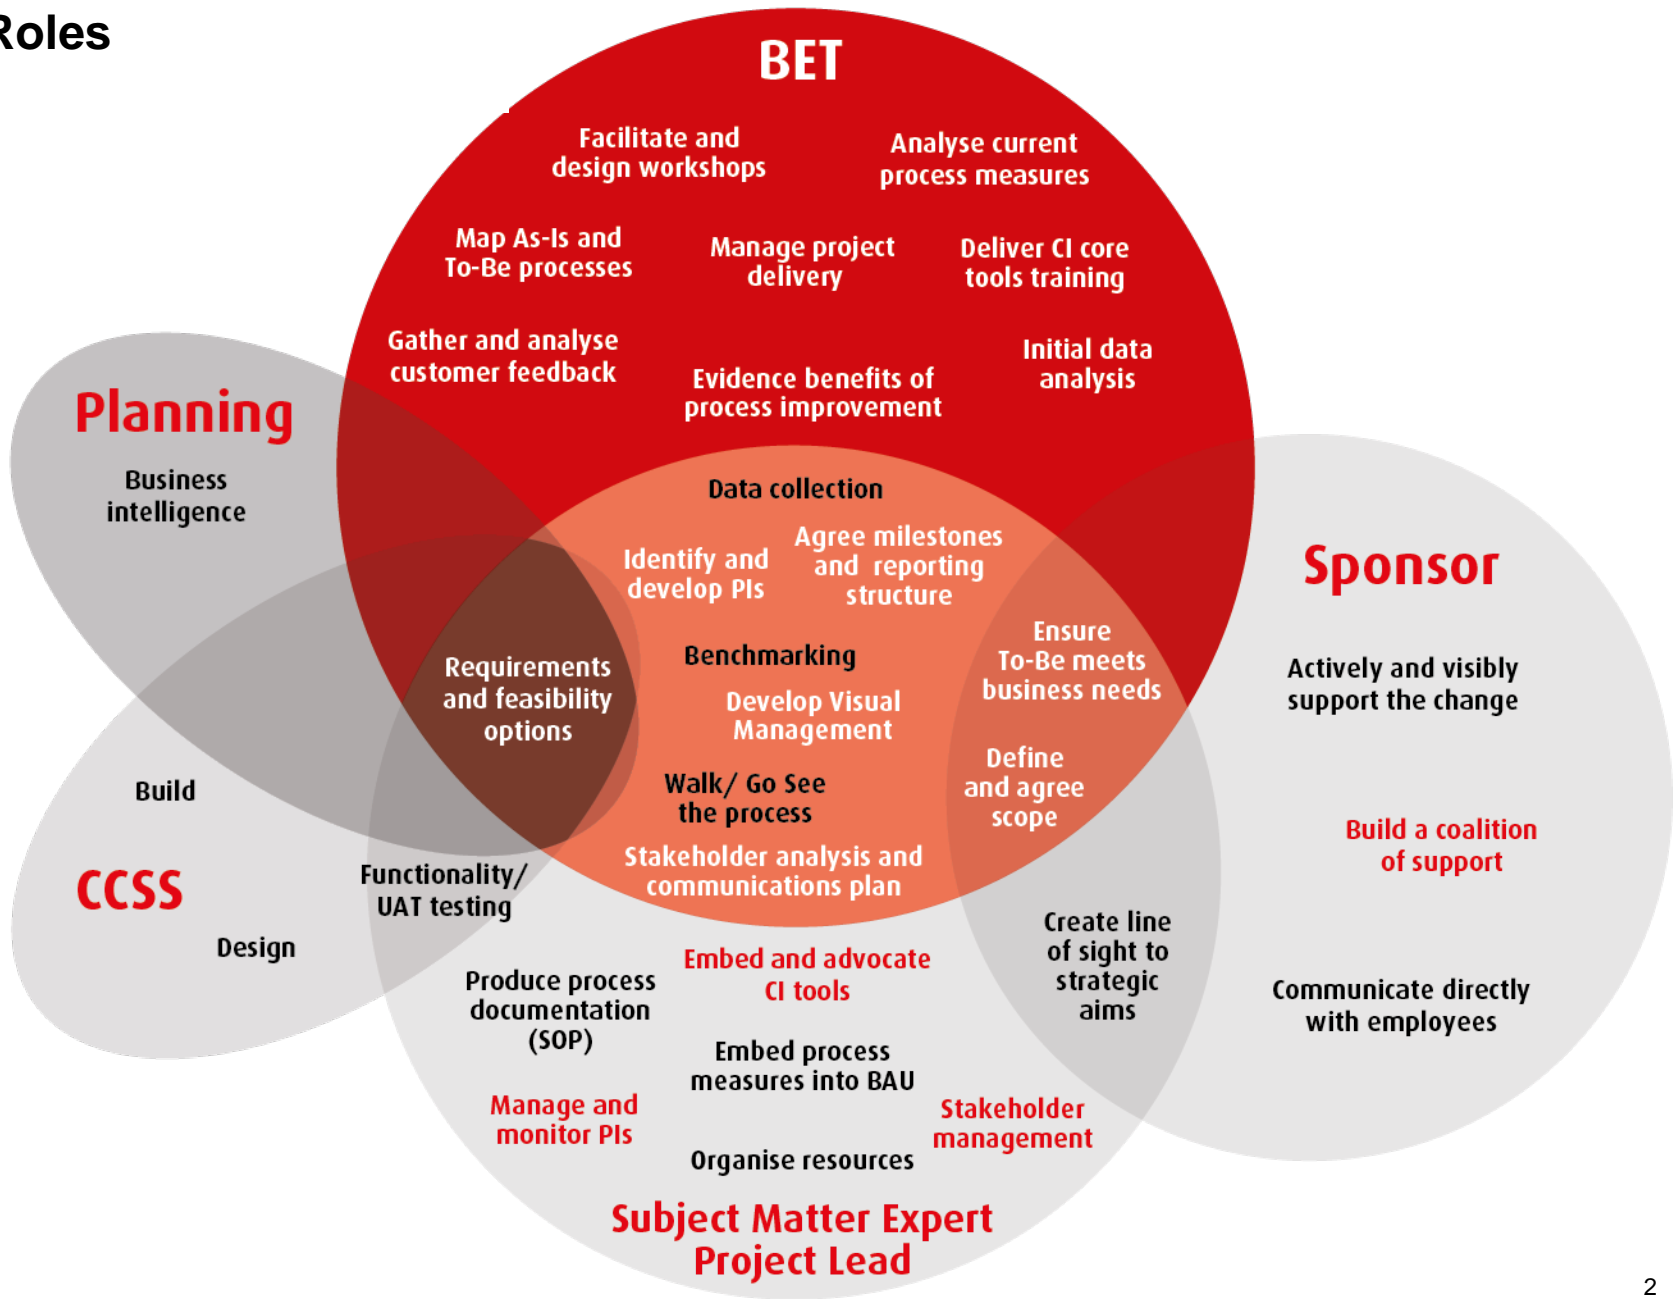 Roles
BET
Facilitate and
design workshops
Analyse current
process measures
Map As-Is and
To-Be processes
Manage project
delivery
Deliver CI core
tools training
Gather and analyse
customer feedback
Evidence benefits of
process improvement
Initial data
analysis
Planning
Business
intelligence
Data collection
Identify and
develop PIs
Agree milestones
and reporting
structure
Sponsor
Requirements
and feasibility
options
Benchmarking
Develop Visual
Management
Ensure
To-Be meets
business needs
Actively and visibly
support the change
Walk/ Go See
the process
Define
and agree
scope
Build
CCSS
Design
Functionality/
UAT testing
Stakeholder analysis and
communications plan
Build a coalition
of support
Create line
of sight to
strategic
aims
Communicate directly
with employees
Produce process
documentation
(SOP)
Embed and advocate
CI tools
Embed process
measures into BAU
Manage and
monitor PIs
Stakeholder
management
Organise resources
Subject Matter Expert
Project Lead
2